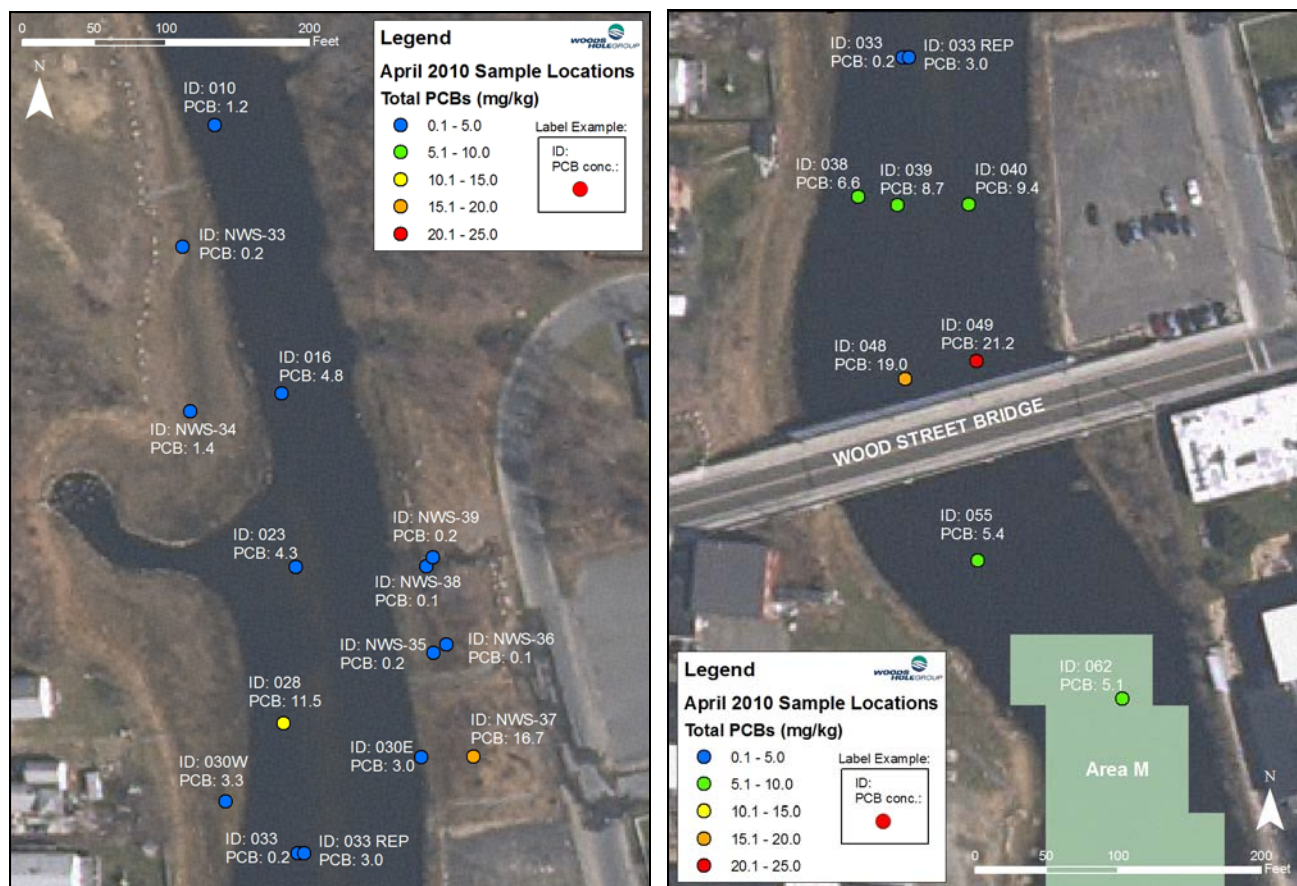 0 50 100 200
Feet
N
Legend
WOODS HOLE GROUP
April 2010 Sample Locations
Total PCBs (mg/kg)
0.1 - 5.0
5.1 - 10.0
10.1 - 15.0
15.1 - 20.0
20.1 - 25.0
Label Example:
ID:
PCB conc.:
ID: 010
PCB: 1.2
ID: NWS-33
PCB: 0.2
ID: 016
PCB: 4.8
ID: NWS-34
PCB: 1.4
ID: NWS-39
PCB: 0.2
ID: 023
PCB: 4.3
ID: NWS-38
PCB: 0.1
ID: NWS-35
PCB: 0.2
ID: NWS-36
PCB: 0.1
ID: 028
PCB: 11.5
ID: NWS-37
PCB: 16.7
ID: 030E
PCB: 3.0
ID: 030W
PCB: 3.3
ID: 033
PCB: 0.2
ID: 033 REP
PCB: 3.0
ID: 033
PCB: 0.2
ID: 033 REP
PCB: 3.0
ID: 038
PCB: 6.6
ID: 039
PCB: 8.7
ID: 040
PCB: 9.4
ID: 049
PCB: 21.2
ID: 048
PCB: 19.0
WOOD STREET BRIDGE
ID: 055
PCB: 5.4
ID: 062
PCB: 5.1
Area M
Legend
WOODS HOLE GROUP
April 2010 Sample Locations
Total PCBs (mg/kg)
0.1 - 5.0
5.1 - 10.0
10.1 - 15.0
15.1 - 20.0
20.1 - 25.0
Label Example:
ID:
PCB conc.:
N
0 50 100 200
Feet